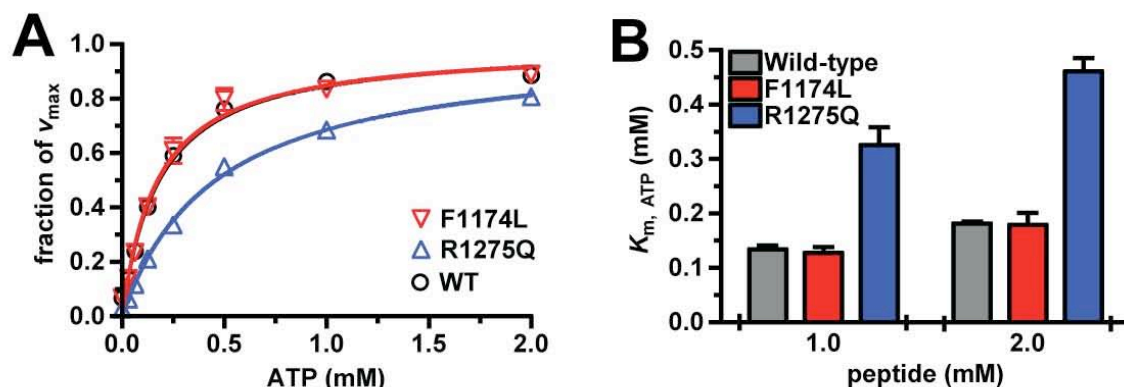 A
fraction of vmax
1.0
0.8
0.6
0.4
0.2
0.0
F1174L
R1275Q
WT
0.0 0.5 1.0 1.5 2.0
ATP (mM)
B
Km, ATP (mM)
0.5
0.4
0.3
0.2
0.1
0.0
Wild-type
F1174L
R1275Q
1.0 2.0
peptide (mM)